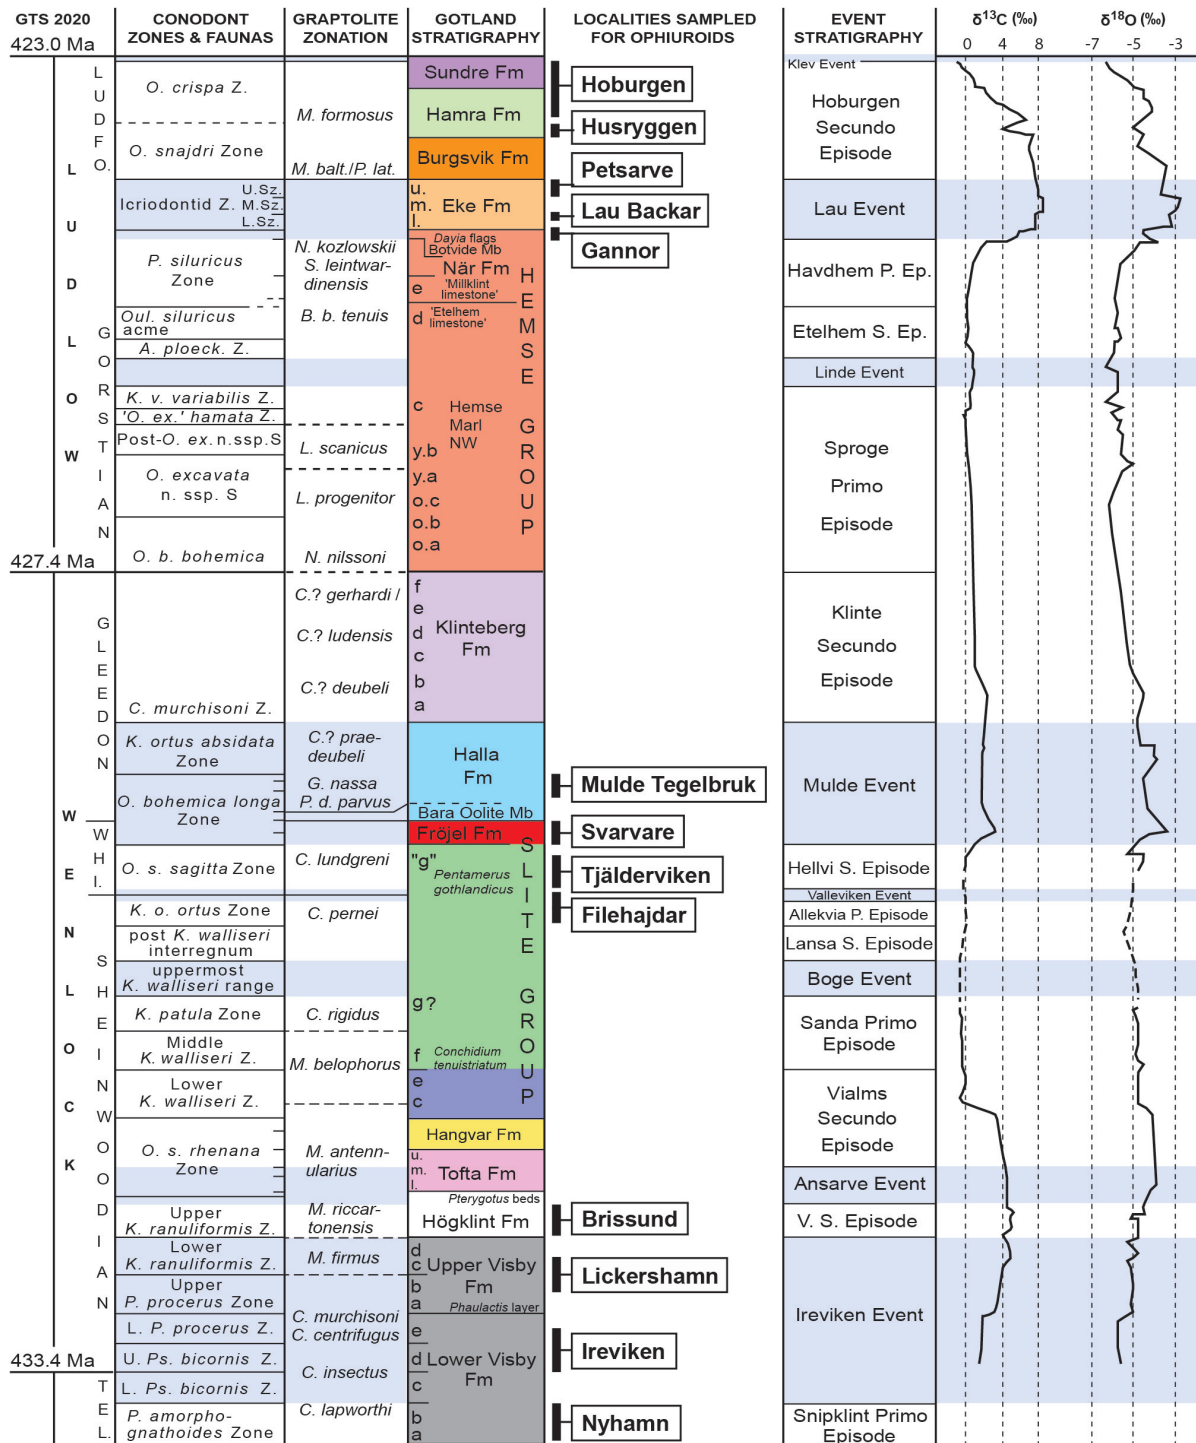 GTS 2020
423.0 Ma
CONODONT
ZONES & FAUNAS
GRAPTOLITE
ZONATION
GOTLAND
STRATIGRAPHY
LOCALITIES SAMPLED
FOR OPHIUROIDS
EVENT
STRATIGRAPHY
δ13C (‰)
0 4 8
δ18O (‰)
-7 -5 -3
LUDLOW
LUDFO.
GORSTIAN
427.4 Ma
WENLOCK
GLEEDON
WHI.
SHEINWOODIAN
433.4 Ma
TEL.
O. crispa Z.
O. snajdri Zone
Icriodontid Z.
U.Sz.
M.Sz.
L.Sz.
P. siluricus
Zone
Oul. siluricus
acme
A. ploeck. Z.
K. v. variabilis Z.
'O. ex.' hamata Z.
Post-O. ex. n.ssp.S
O. excavata
n. ssp. S
O. b. bohemica
C. murchisoni Z.
K. ortus absidata
Zone
O. bohemica longa
Zone
O. s. sagitta Zone
K. o. ortus Zone
post K. walliseri
interregnum
uppermost
K. walliseri range
K. patula Zone
Middle
K. walliseri Z.
Lower
K. walliseri Z.
O. s. rhenana
Zone
Upper
K. ranuliformis Z.
Lower
K. ranuliformis Z.
Upper
P. procerus Zone
L. P. procerus Z.
U. Ps. bicornis Z.
L. Ps. bicornis Z.
P. amorpho-
gnathoides Zone
M. formosus
M. balt./P. lat.
N. kozlowskii
S. leintwar-
dinensis
B. b. tenuis
L. scanicus
L. progenitor
N. nilssoni
C.? gerhardi /
C.? ludensis
C.? deubeli
C.? prae-
deubeli
G. nassa
P. d. parvus
C. lundgreni
C. pernei
C. rigidus
M. belophorus
M. antenn-
ularius
M. riccar-
tonensis
M. firmus
C. murchisoni
C. centrifugus
C. insectus
C. lapworthi
Sundre Fm
Hamra Fm
Burgsvik Fm
u.
m. Eke Fm
l.
Dayia flags
Botvide Mb
När Fm
e 'Millklint
limestone'
d 'Etelhem
limestone'
HEMSE GROUP
c Hemse
Marl
NW
y.b
y.a
o.c
o.b
o.a
f
e
d Klinteberg
Fm
c
b
a
Halla
Fm
Bara Oolite Mb
Fröjel Fm
SLITE GROUP
"g" Pentamerus
gothlandicus
g?
f Conchidium
tenuistriatum
e
c
Hangvar Fm
u.
m. Tofta Fm
l.
Pterygotus beds
Högklint Fm
d
c Upper Visby
Fm
b
a Phaulactis layer
e
d Lower Visby
Fm
c
b
a
Hoburgen
Husryggen
Petsarve
Lau Backar
Gannor
Mulde Tegelbruk
Svarvare
Tjälderviken
Filehajdar
Brissund
Lickershamn
Ireviken
Nyhamn
Klev Event
Hoburgen
Secundo
Episode
Lau Event
Havdhem P. Ep.
Etelhem S. Ep.
Linde Event
Sproge
Primo
Episode
Klinte
Secundo
Episode
Mulde Event
Hellvi S. Episode
Valleviken Event
Allekvia P. Episode
Lansa S. Episode
Boge Event
Sanda Primo
Episode
Vialms
Secundo
Episode
Ansarve Event
V. S. Episode
Ireviken Event
Snipklint Primo
Episode